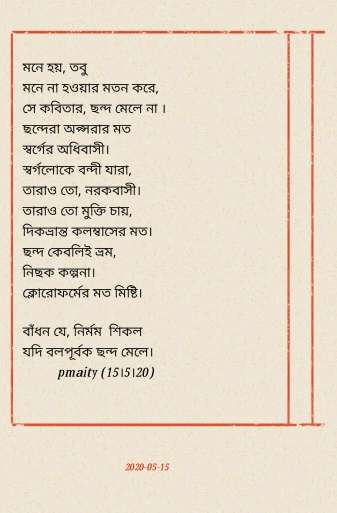 মনে হয়, তবু
মনে না হওয়ার মতন করে,
সে কবিতার, ছন্দ মেলে না ।
ছন্দেরা অপ্সরার মত
স্বর্গের অধিবাসী।
স্বর্গলোকে বন্দী যারা,
তারাও তো, নরকবাসী।
তারাও তো মুক্তি চায়,
দিকভ্রান্ত কলম্বাসের মত।
ছন্দ কেবলিই ভ্রম,
নিছক কল্পনা।
ক্লোরোফর্মের মত মিষ্টি।
বাঁধন যে, নির্মম শিকল
যদি বলপূর্বক ছন্দ মেলে।
pmaity (15।5।20)
2020-05-15